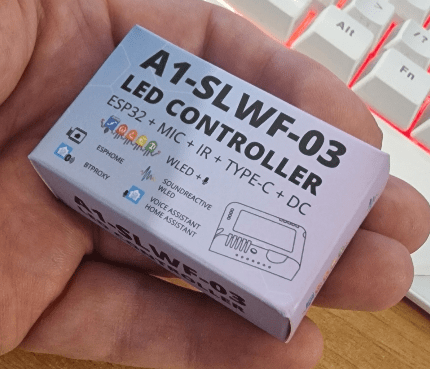 A1-SLWF-03
LED CONTROLLER
ESP32 + MIC + IR + TYPE-C + DC
WLED +
ESPHOME
SOUNDREACTIVE
WLED
BTPROXY
VOICE ASSISTANT
HOME ASSISTANT
A1-SLWF-03
CONTROLLER
Alt
Fn
?
/